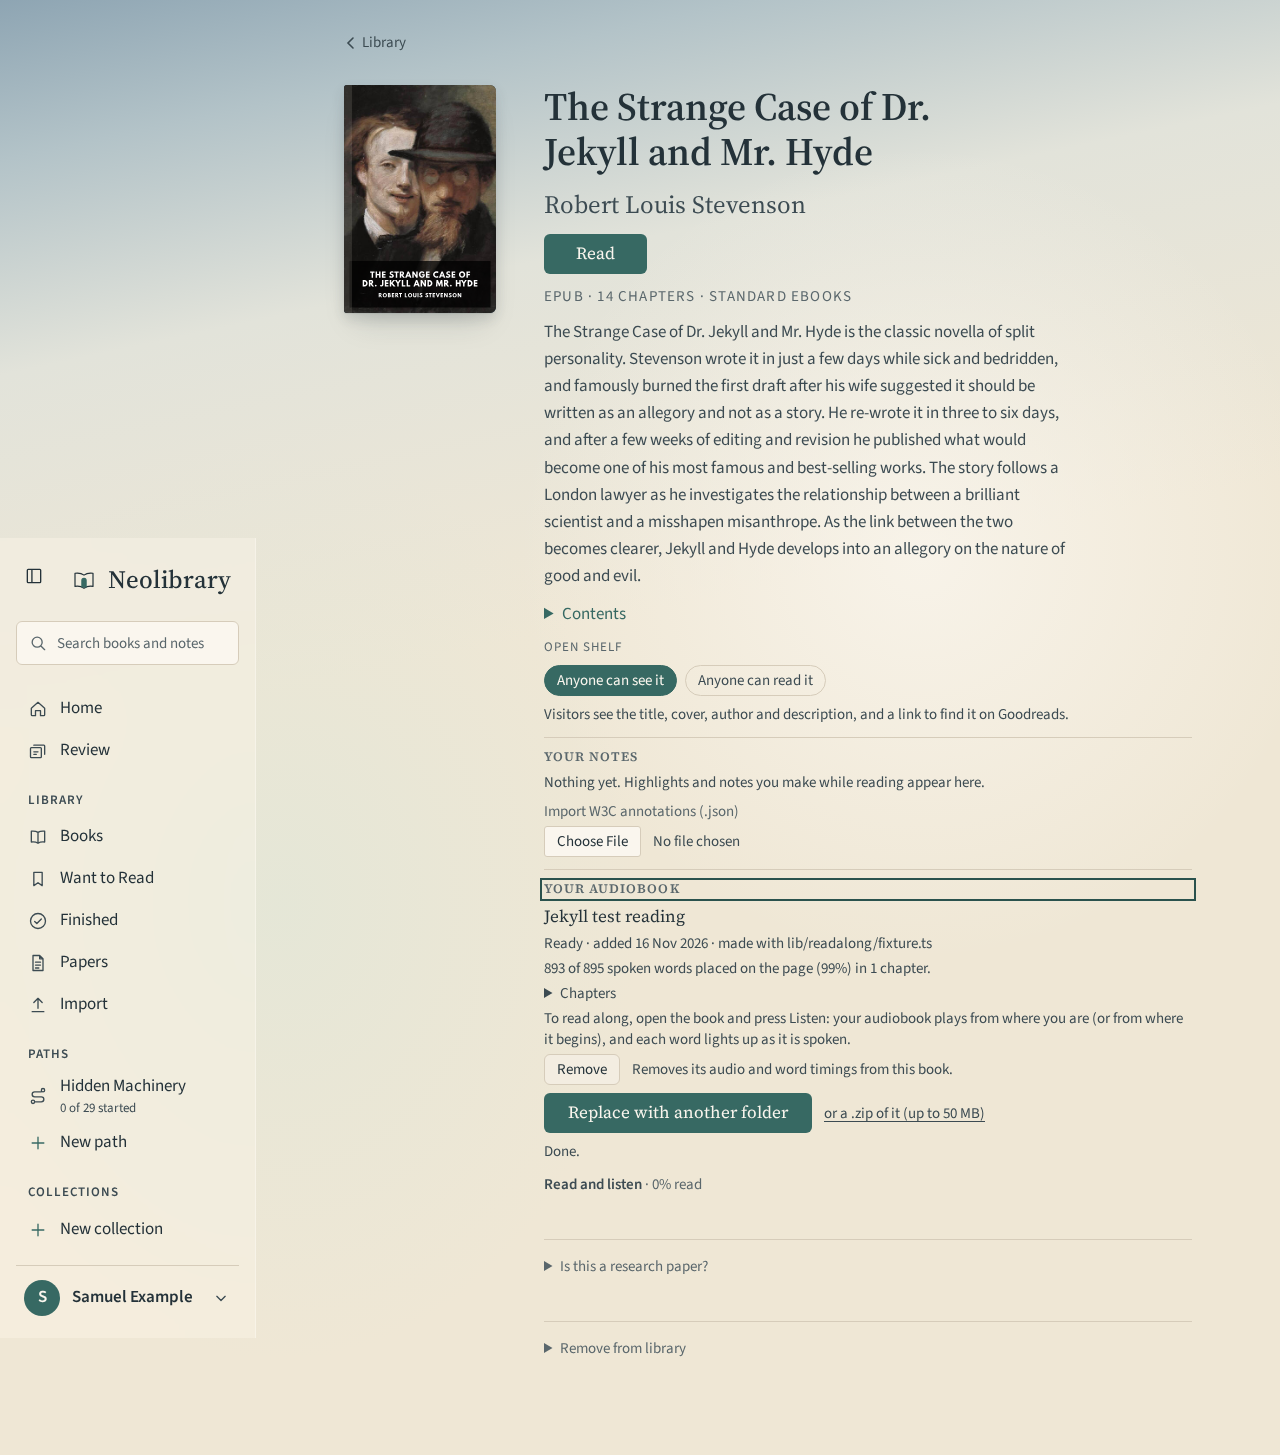 Library
THE STRANGE CASE OF
DR. JEKYLL AND MR. HYDE
ROBERT LOUIS STEVENSON
The Strange Case of Dr.
Jekyll and Mr. Hyde
Robert Louis Stevenson
Read
EPUB · 14 CHAPTERS · STANDARD EBOOKS
The Strange Case of Dr. Jekyll and Mr. Hyde is the classic novella of split
personality. Stevenson wrote it in just a few days while sick and bedridden,
and famously burned the first draft after his wife suggested it should be
written as an allegory and not as a story. He re-wrote it in three to six days,
and after a few weeks of editing and revision he published what would
become one of his most famous and best-selling works. The story follows a
London lawyer as he investigates the relationship between a brilliant
scientist and a misshapen misanthrope. As the link between the two
becomes clearer, Jekyll and Hyde develops into an allegory on the nature of
good and evil.
Contents
OPEN SHELF
Anyone can see it
Anyone can read it
Visitors see the title, cover, author and description, and a link to find it on Goodreads.
YOUR NOTES
Nothing yet. Highlights and notes you make while reading appear here.
Import W3C annotations (.json)
Choose File No file chosen
YOUR AUDIOBOOK
Jekyll test reading
Ready · added 16 Nov 2026 · made with lib/readalong/fixture.ts
893 of 895 spoken words placed on the page (99%) in 1 chapter.
Chapters
To read along, open the book and press Listen: your audiobook plays from where you are (or from where
it begins), and each word lights up as it is spoken.
Remove Removes its audio and word timings from this book.
Replace with another folder or a .zip of it (up to 50 MB)
Done.
Read and listen · 0% read
Is this a research paper?
Remove from library
Neolibrary
Search books and notes
Home
Review
LIBRARY
Books
Want to Read
Finished
Papers
Import
PATHS
Hidden Machinery
0 of 29 started
New path
COLLECTIONS
New collection
S Samuel Example